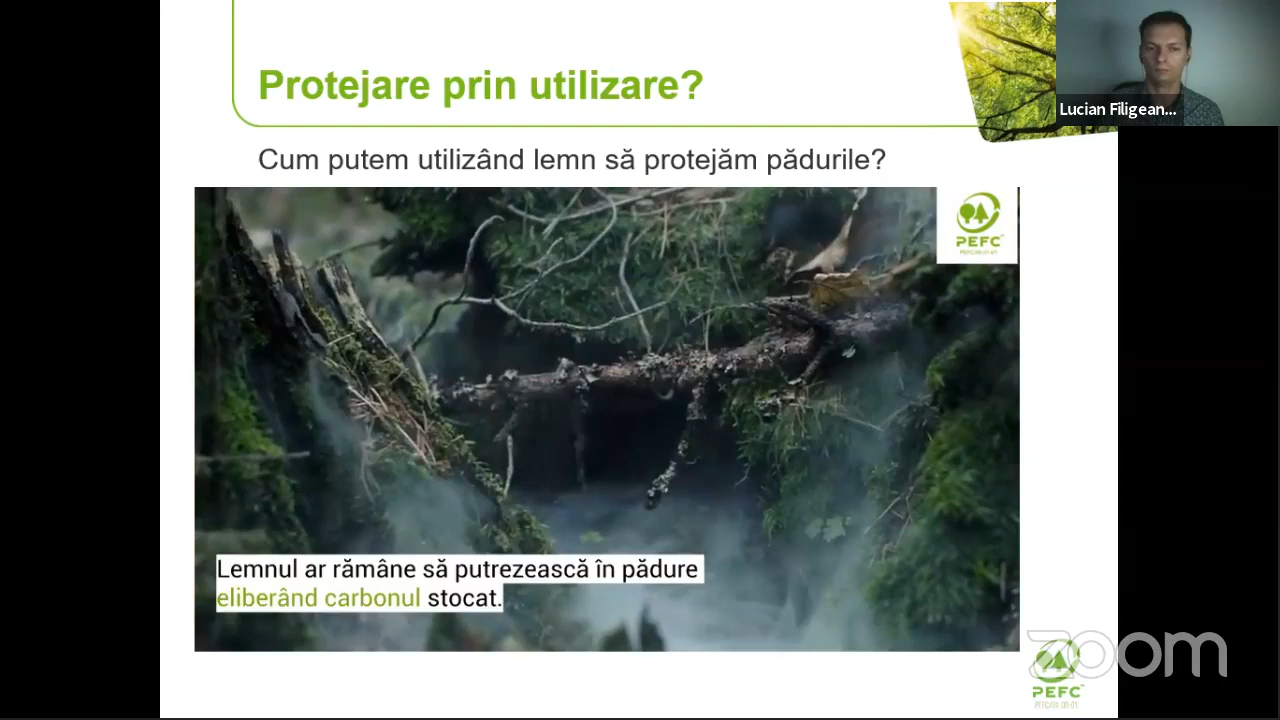 Protejare prin utilizare?
Lucian Filigean...
Cum putem utilizând lemn să protejăm pădurile?
PEFC
Lemnul ar rămâne să putrezească în pădure
eliberând carbonul stocat.
zoom
PEFC